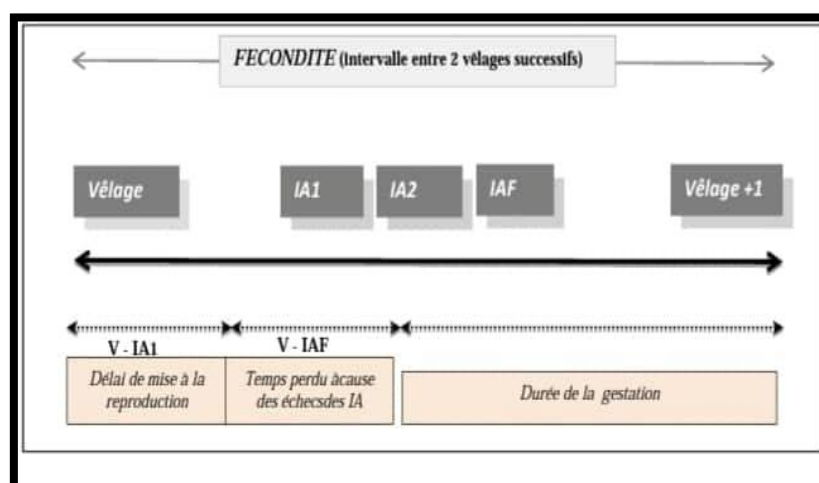 FECONDITE (Intervalle entre 2 vêlages successifs)
Vêlage IA1 IA2 IAF Vêlage +1
V - IA1 V - IAF
Délai de mise à la reproduction
Temps perdu àcause des échecsdes IA
Durée de la gestation